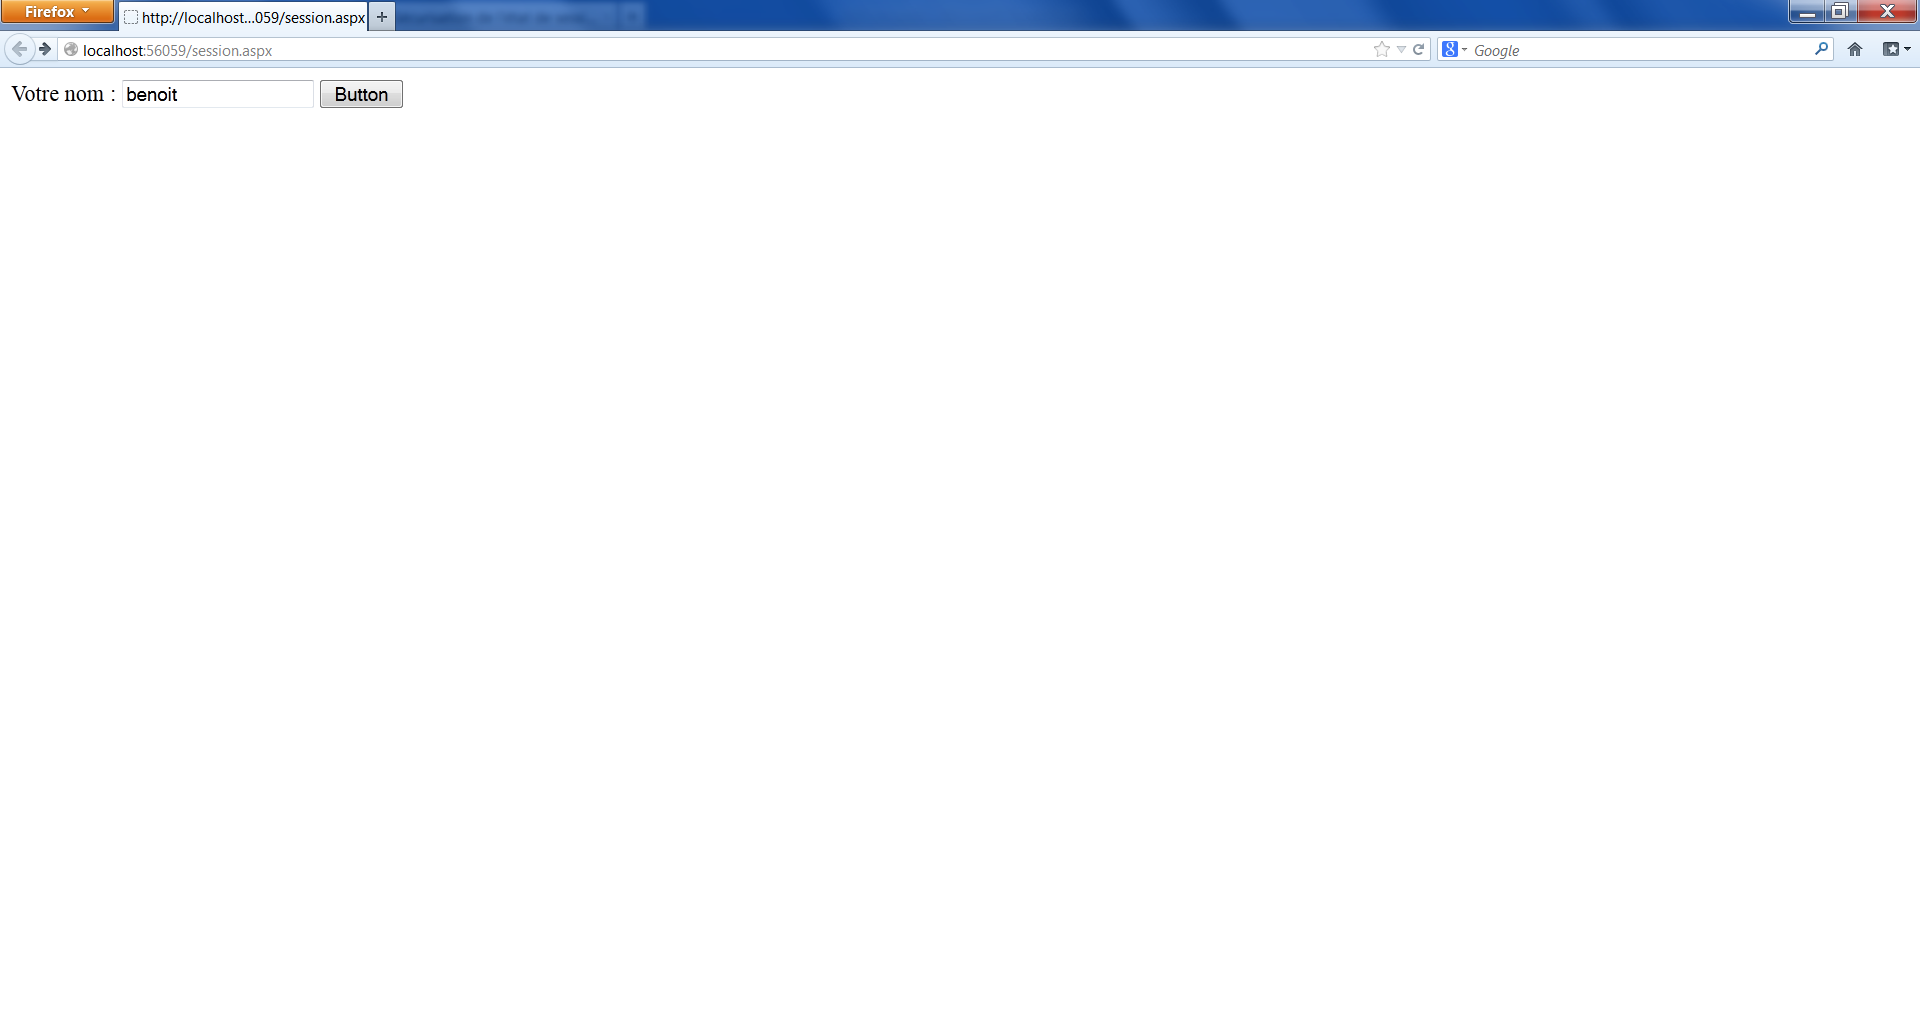 Firefox
http://localhost...059/session.aspx
localhost:56059/session.aspx
Google
Votre nom : benoit Button